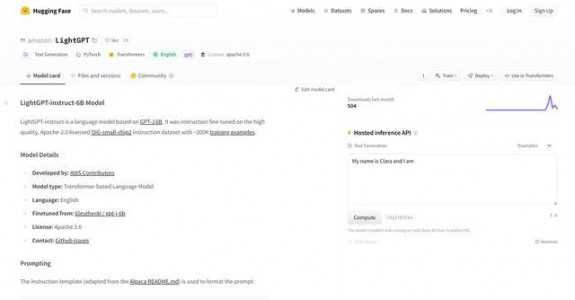 Hugging Face
Search models, datasets, users...
Models
Datasets
Spaces
Docs
Solutions
Pricing
Log In
Sign Up
amazon/LightGPT
like
Text Generation
PyTorch
Transformers
English
gptj
License: apache-2.0
Model card
Files and versions
Community
Train
Deploy
Use in Transformers
Edit model card
LightGPT-instruct-6B Model
LightGPT-instruct is a language model based on GPT-J 6B. It was instruction fine tuned on the high
quality, Apache-2.0 licensed OIG-small-chip2 instruction dataset with ~200K training examples.
Model Details
Developed by: AWS Contributors
Model type: Transformer-based Language Model
Language: English
Finetuned from: EleutherAI / gpt-j-6b
License: Apache 2.0
Contact: Github issues
Prompting
The instruction template (adapted from the Alpaca README.md) is used to format the prompt:
Downloads last month
504
Hosted inference API
Text Generation
Examples
My name is Clara and I am
Compute
Maximize